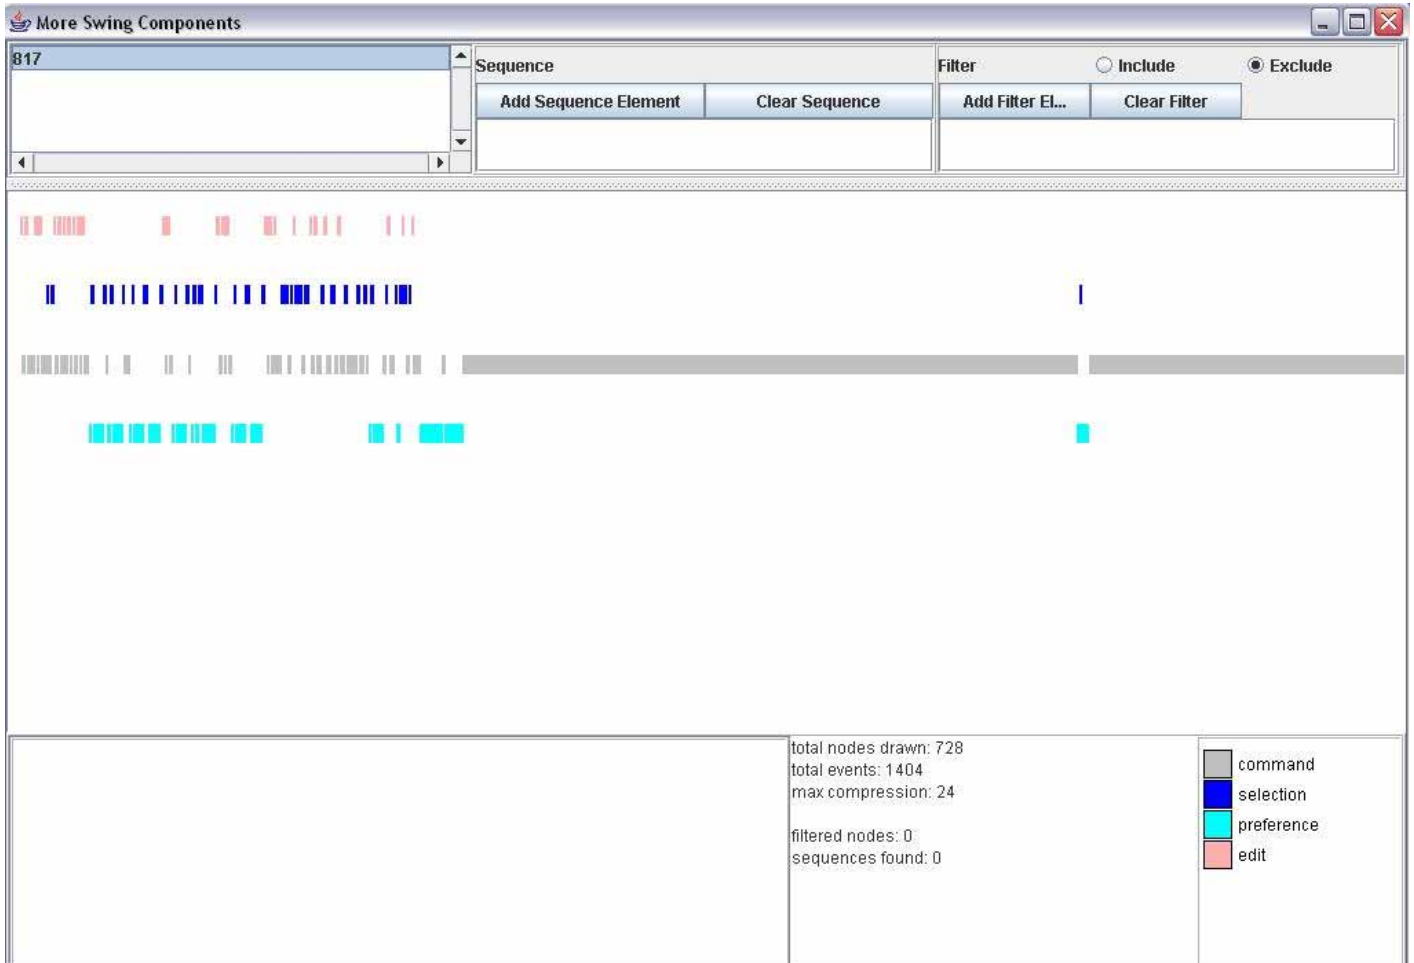 More Swing Components
817
Sequence
Add Sequence Element
Clear Sequence
Filter
Include
Exclude
Add Filter El...
Clear Filter
total nodes drawn: 728
total events: 1404
max compression: 24
filtered nodes: 0
sequences found: 0
command
selection
preference
edit